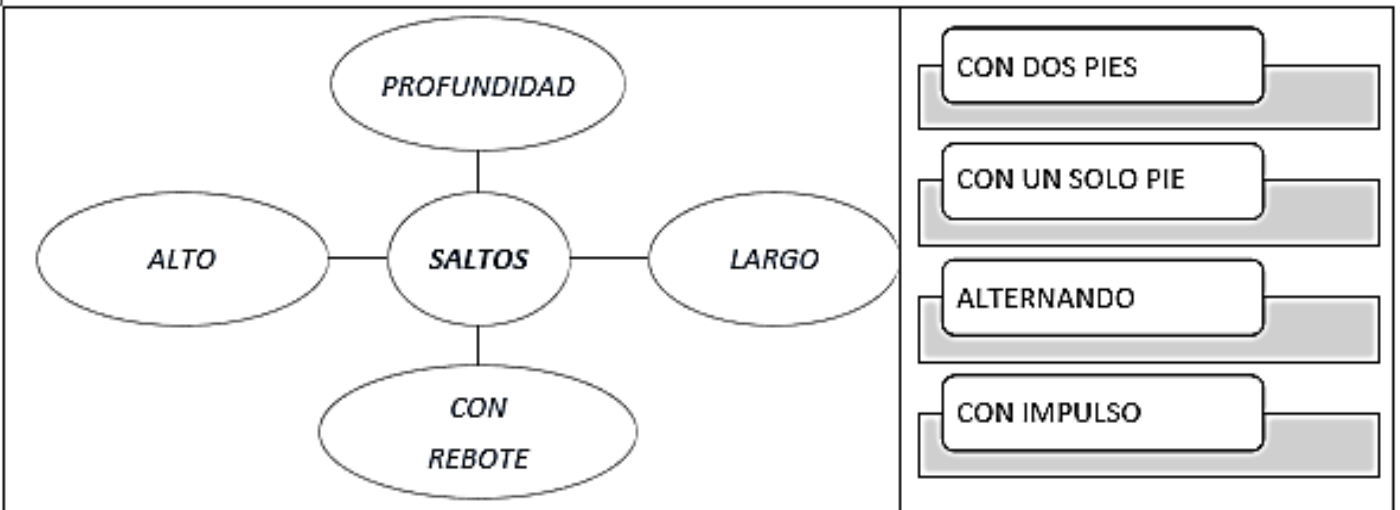 PROFUNDIDAD
ALTO
SALTOS
LARGO
CON
REBOTE
CON DOS PIES
CON UN SOLO PIE
ALTERNANDO
CON IMPULSO